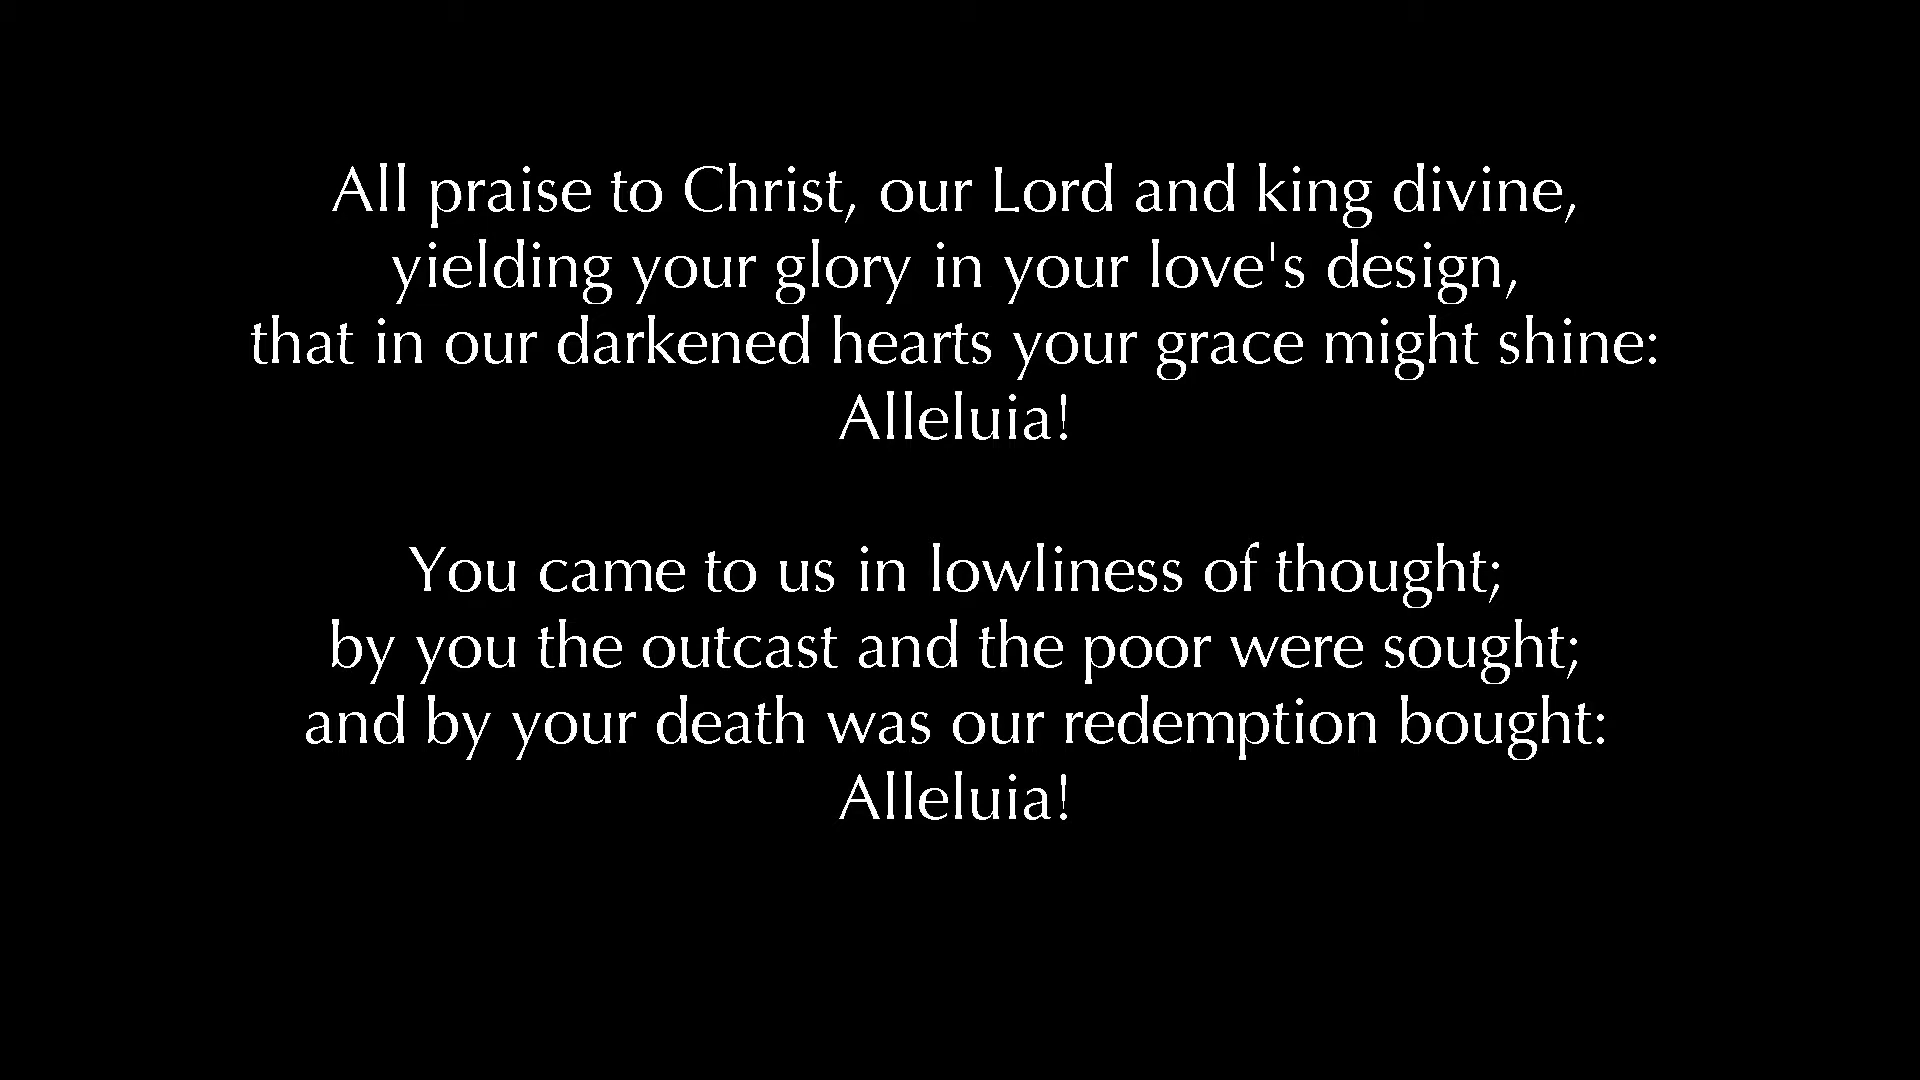 All praise to Christ, our Lord and king divine,
yielding your glory in your love's design,
that in our darkened hearts your grace might shine:
Alleluia!
You came to us in lowliness of thought;
by you the outcast and the poor were sought;
and by your death was our redemption bought:
Alleluia!